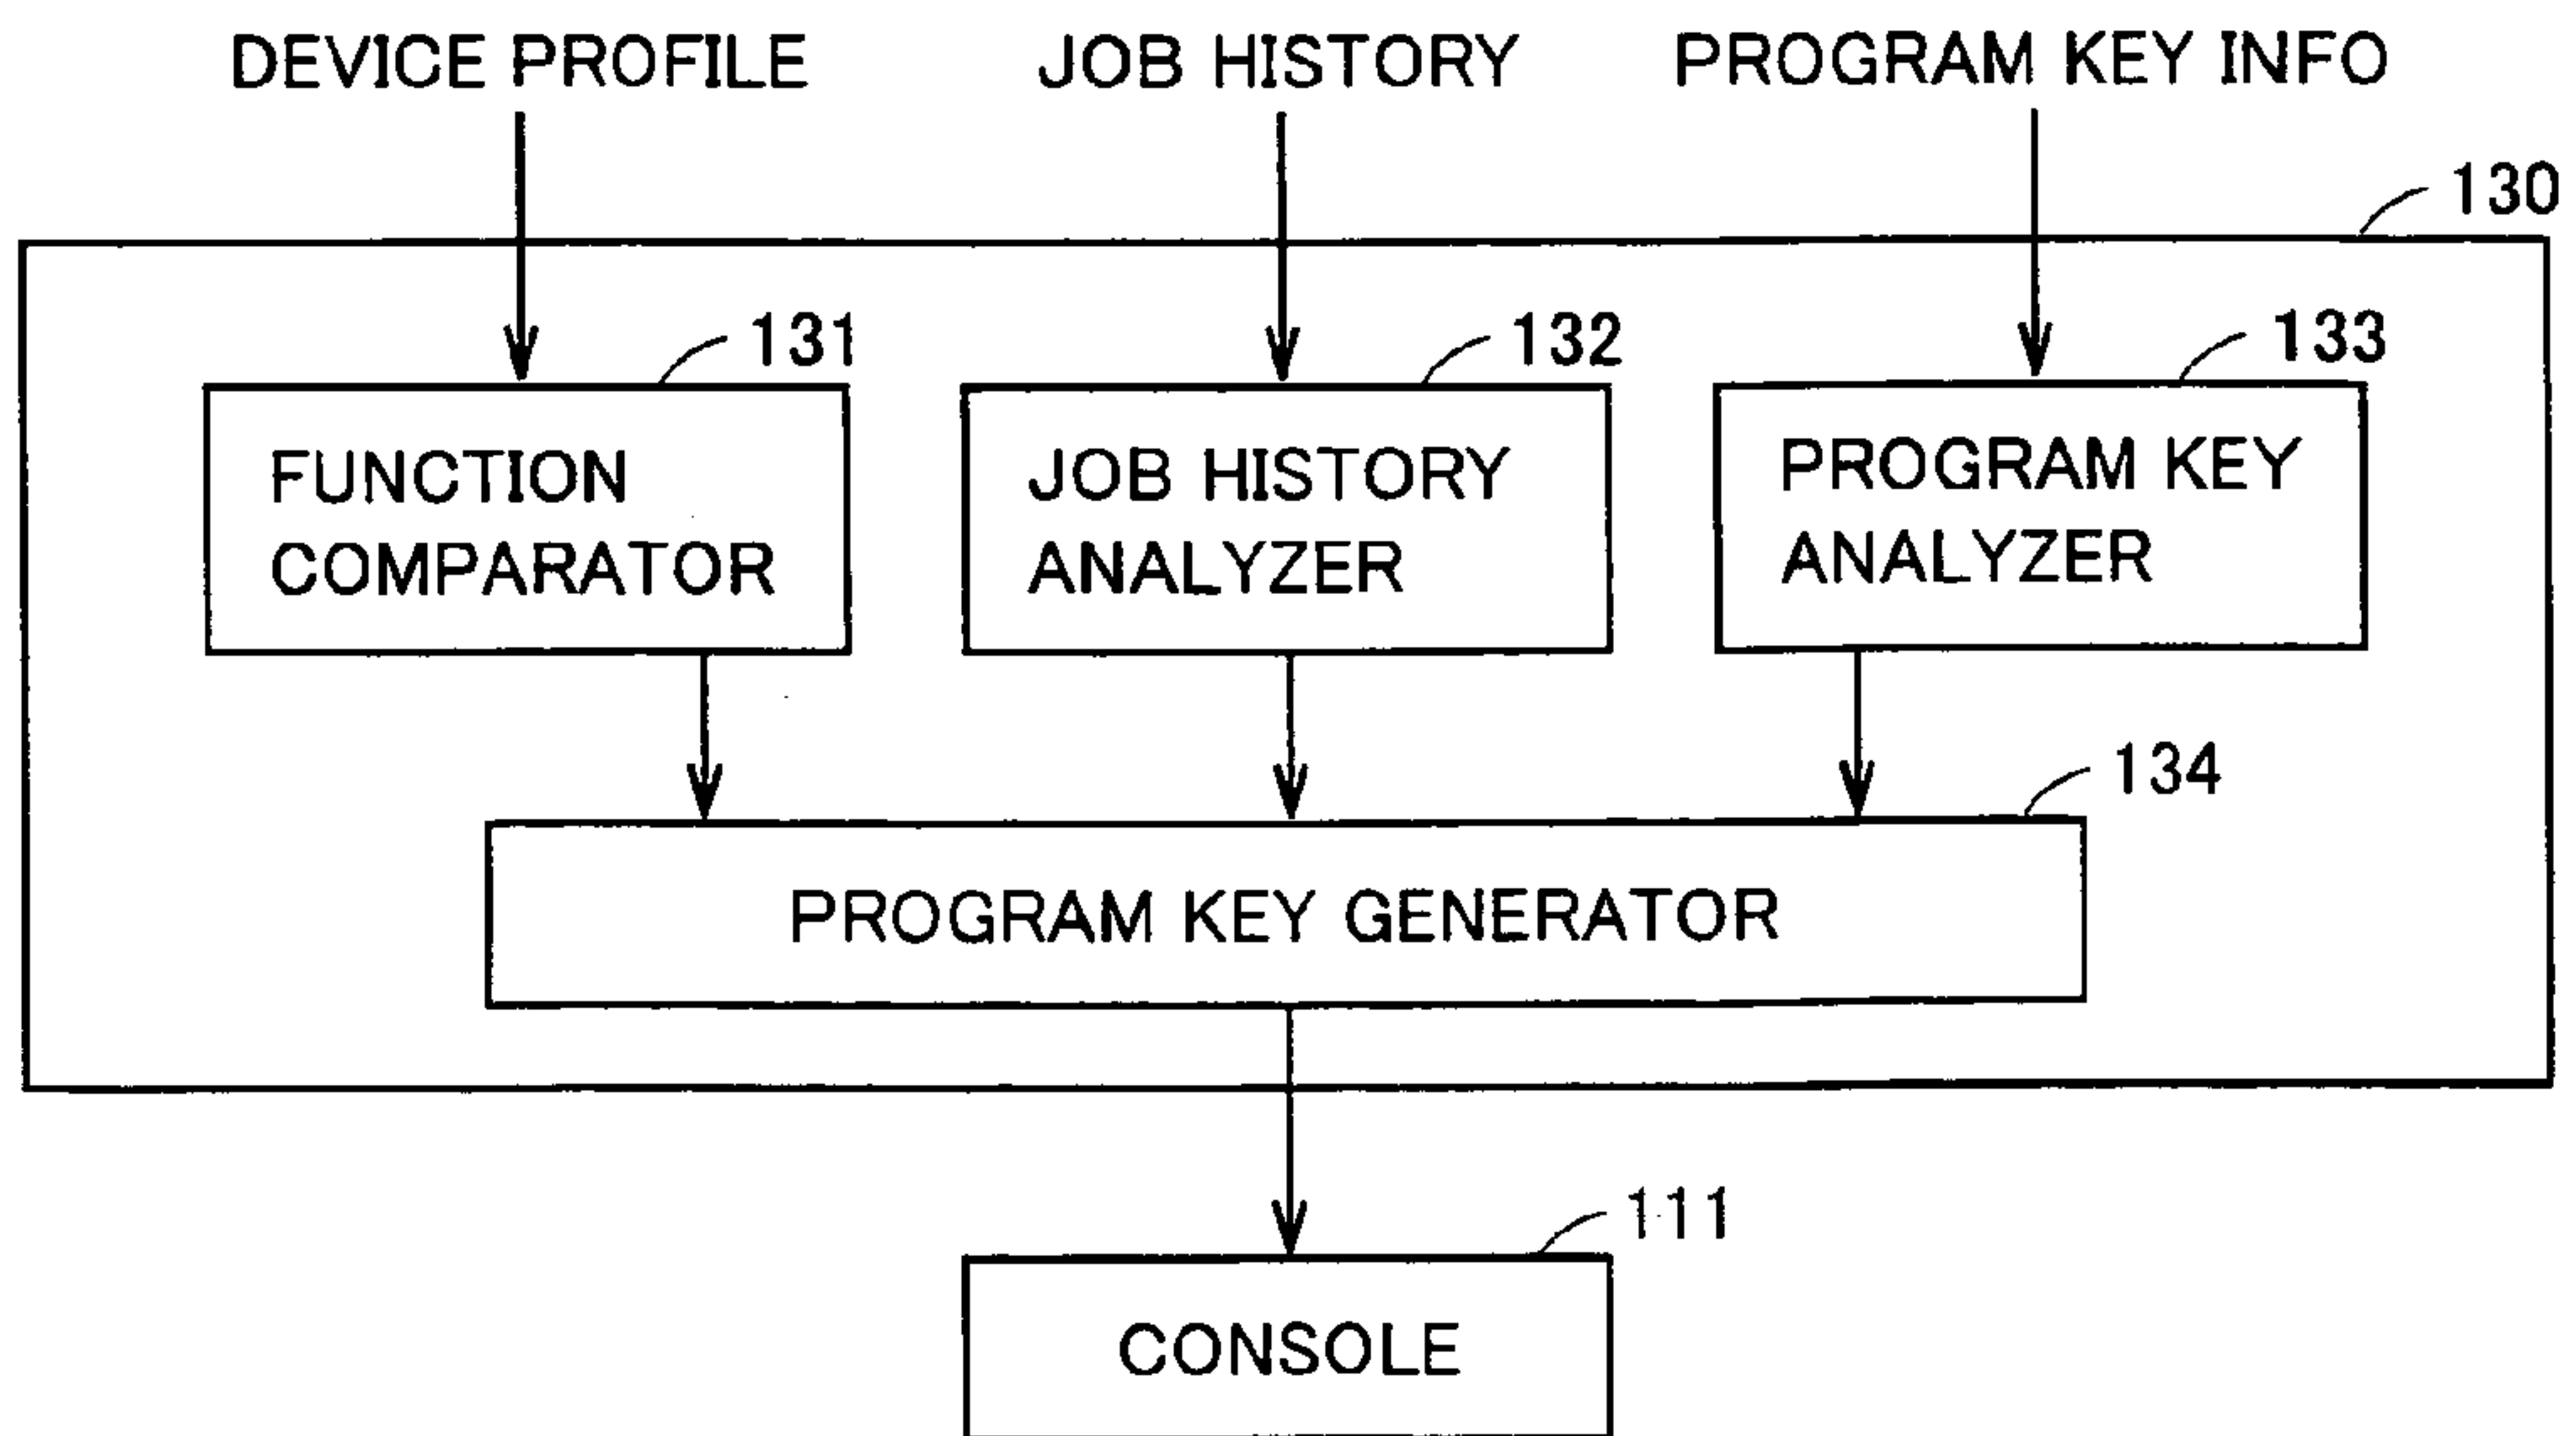 DEVICE PROFILE
JOB HISTORY
PROGRAM KEY INFO
130
131
132
133
FUNCTION
COMPARATOR
JOB HISTORY
ANALYZER
PROGRAM KEY
ANALYZER
134
PROGRAM KEY GENERATOR
111
CONSOLE